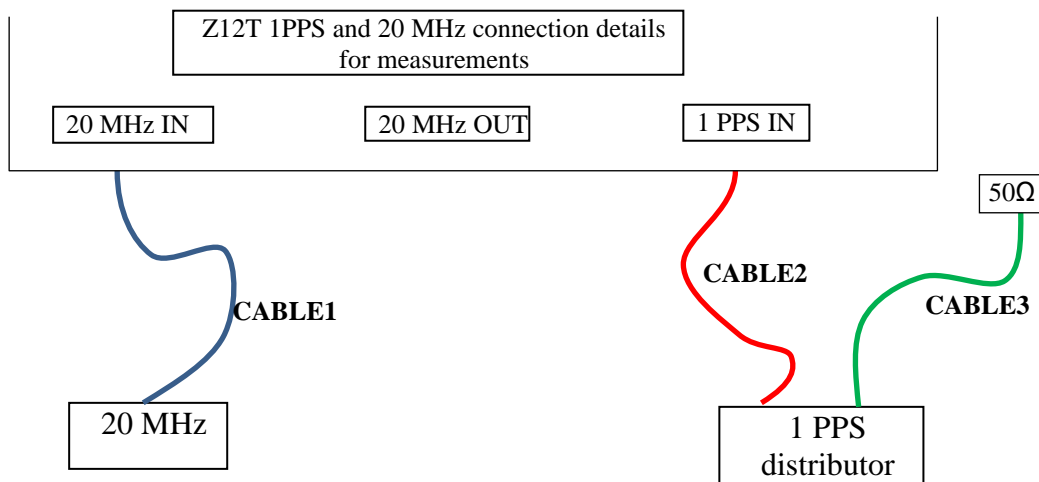 Z12T 1PPS and 20 MHz connection details
for measurements
20 MHz IN
20 MHz OUT
1 PPS IN
50Ω
CABLE2
CABLE1
CABLE3
20 MHz
1 PPS
distributor